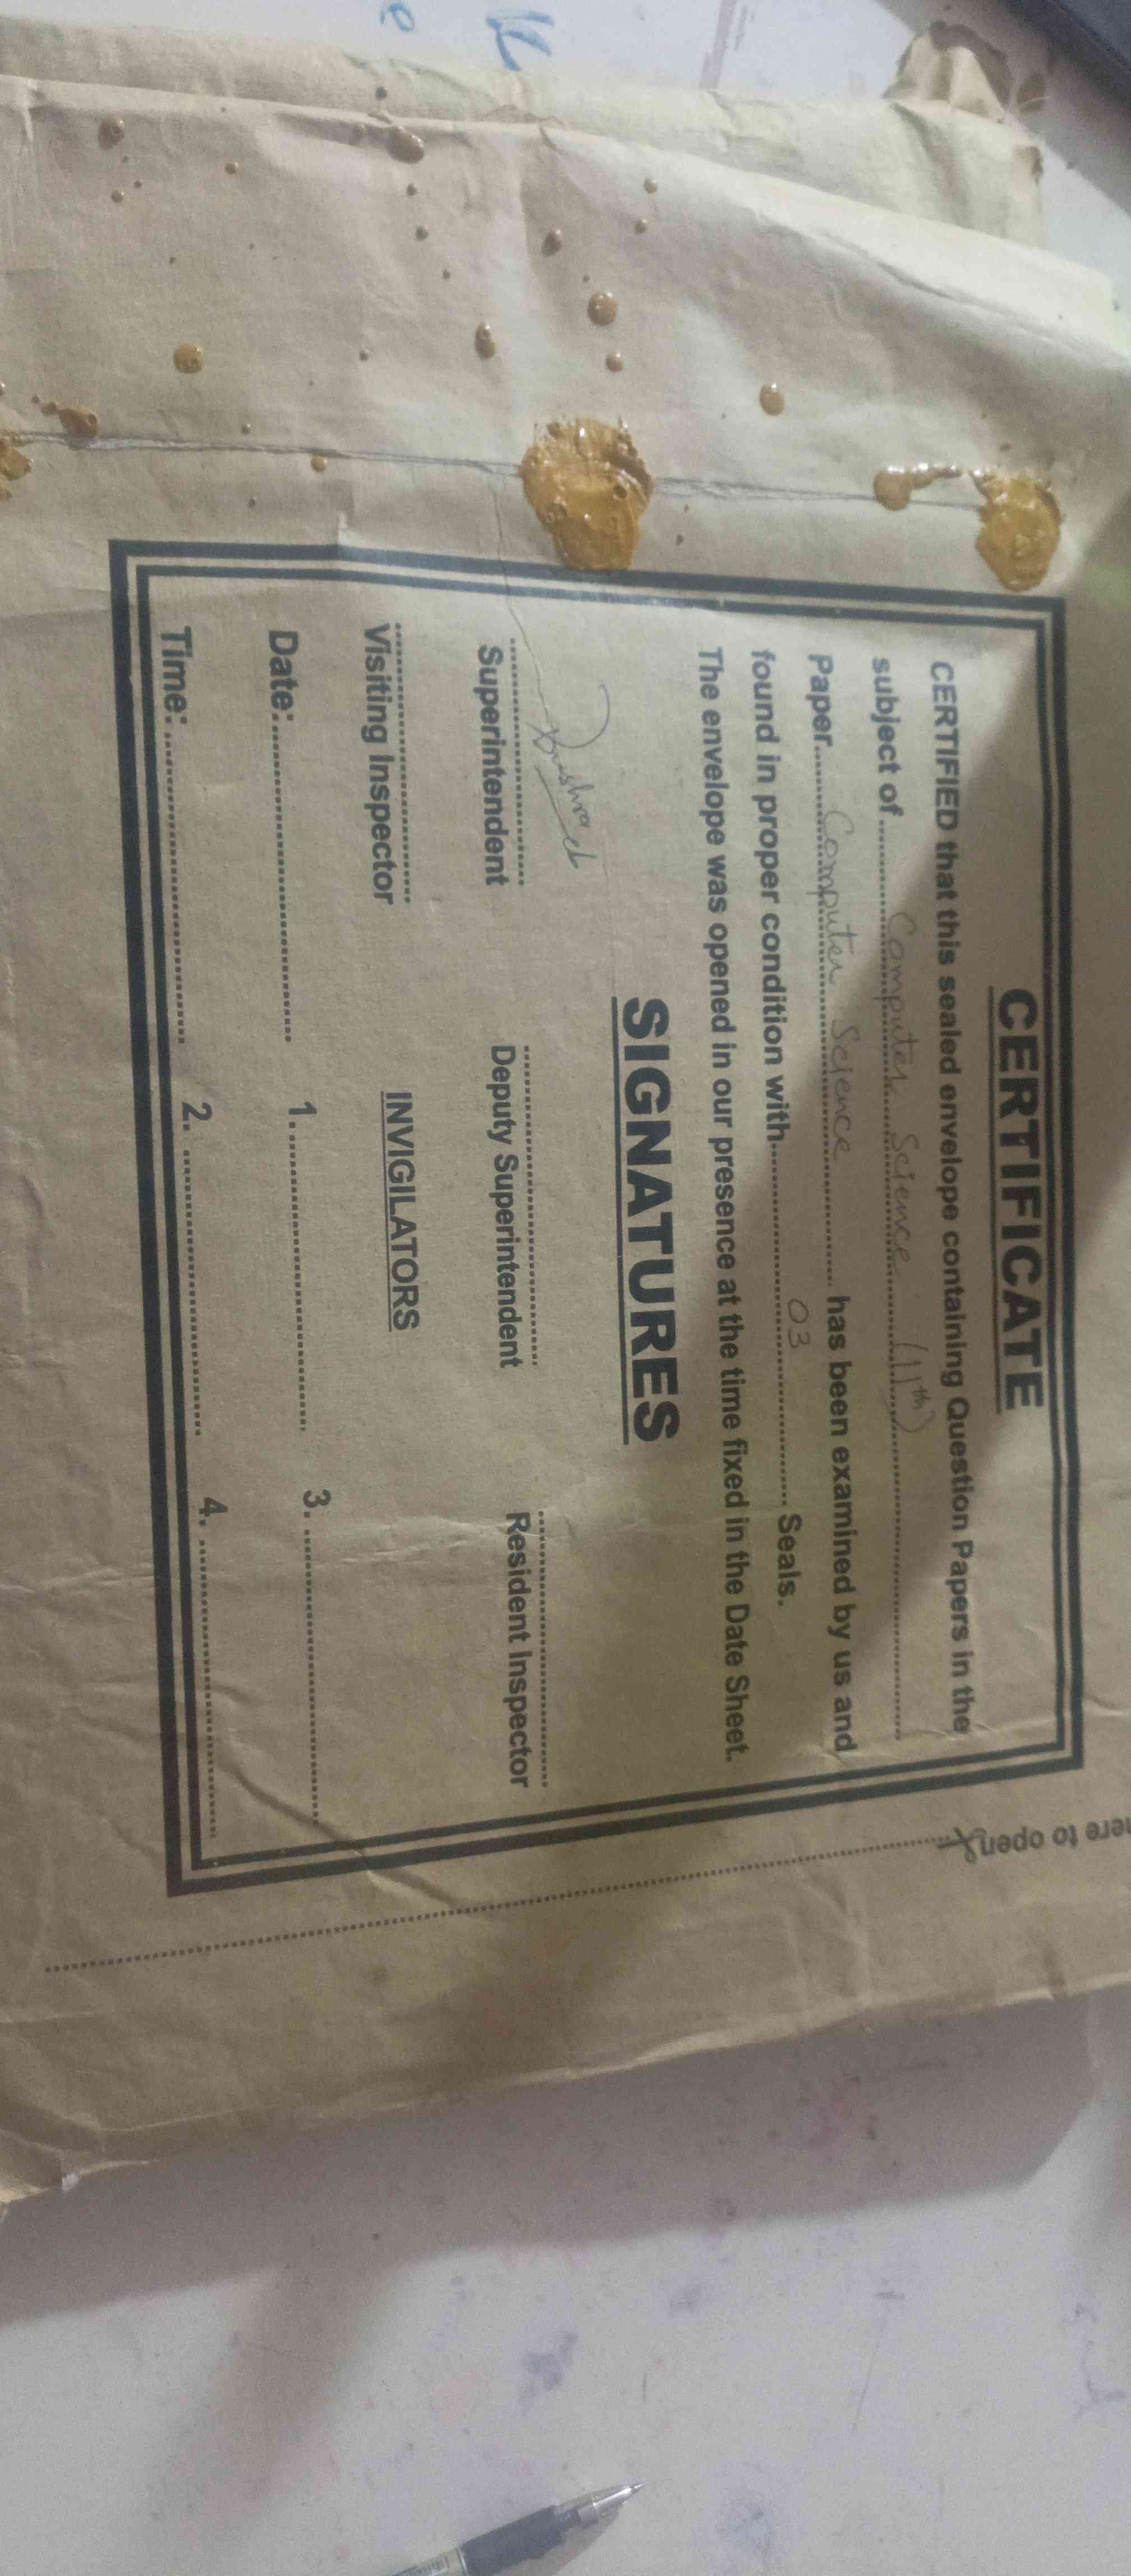 CERTIFICATE
CERTIFIED that this sealed envelope containing Question Papers in the
subject of Computer Science (11th)
Paper Computer Science has been examined by us and
found in proper condition with 03 Seals.
The envelope was opened in our presence at the time fixed in the Date Sheet.
SIGNATURES
Superintendent Deputy Superintendent Resident Inspector
Visiting Inspector INVIGILATORS
Date: 1. 3.
Time: 2. 4.
to open